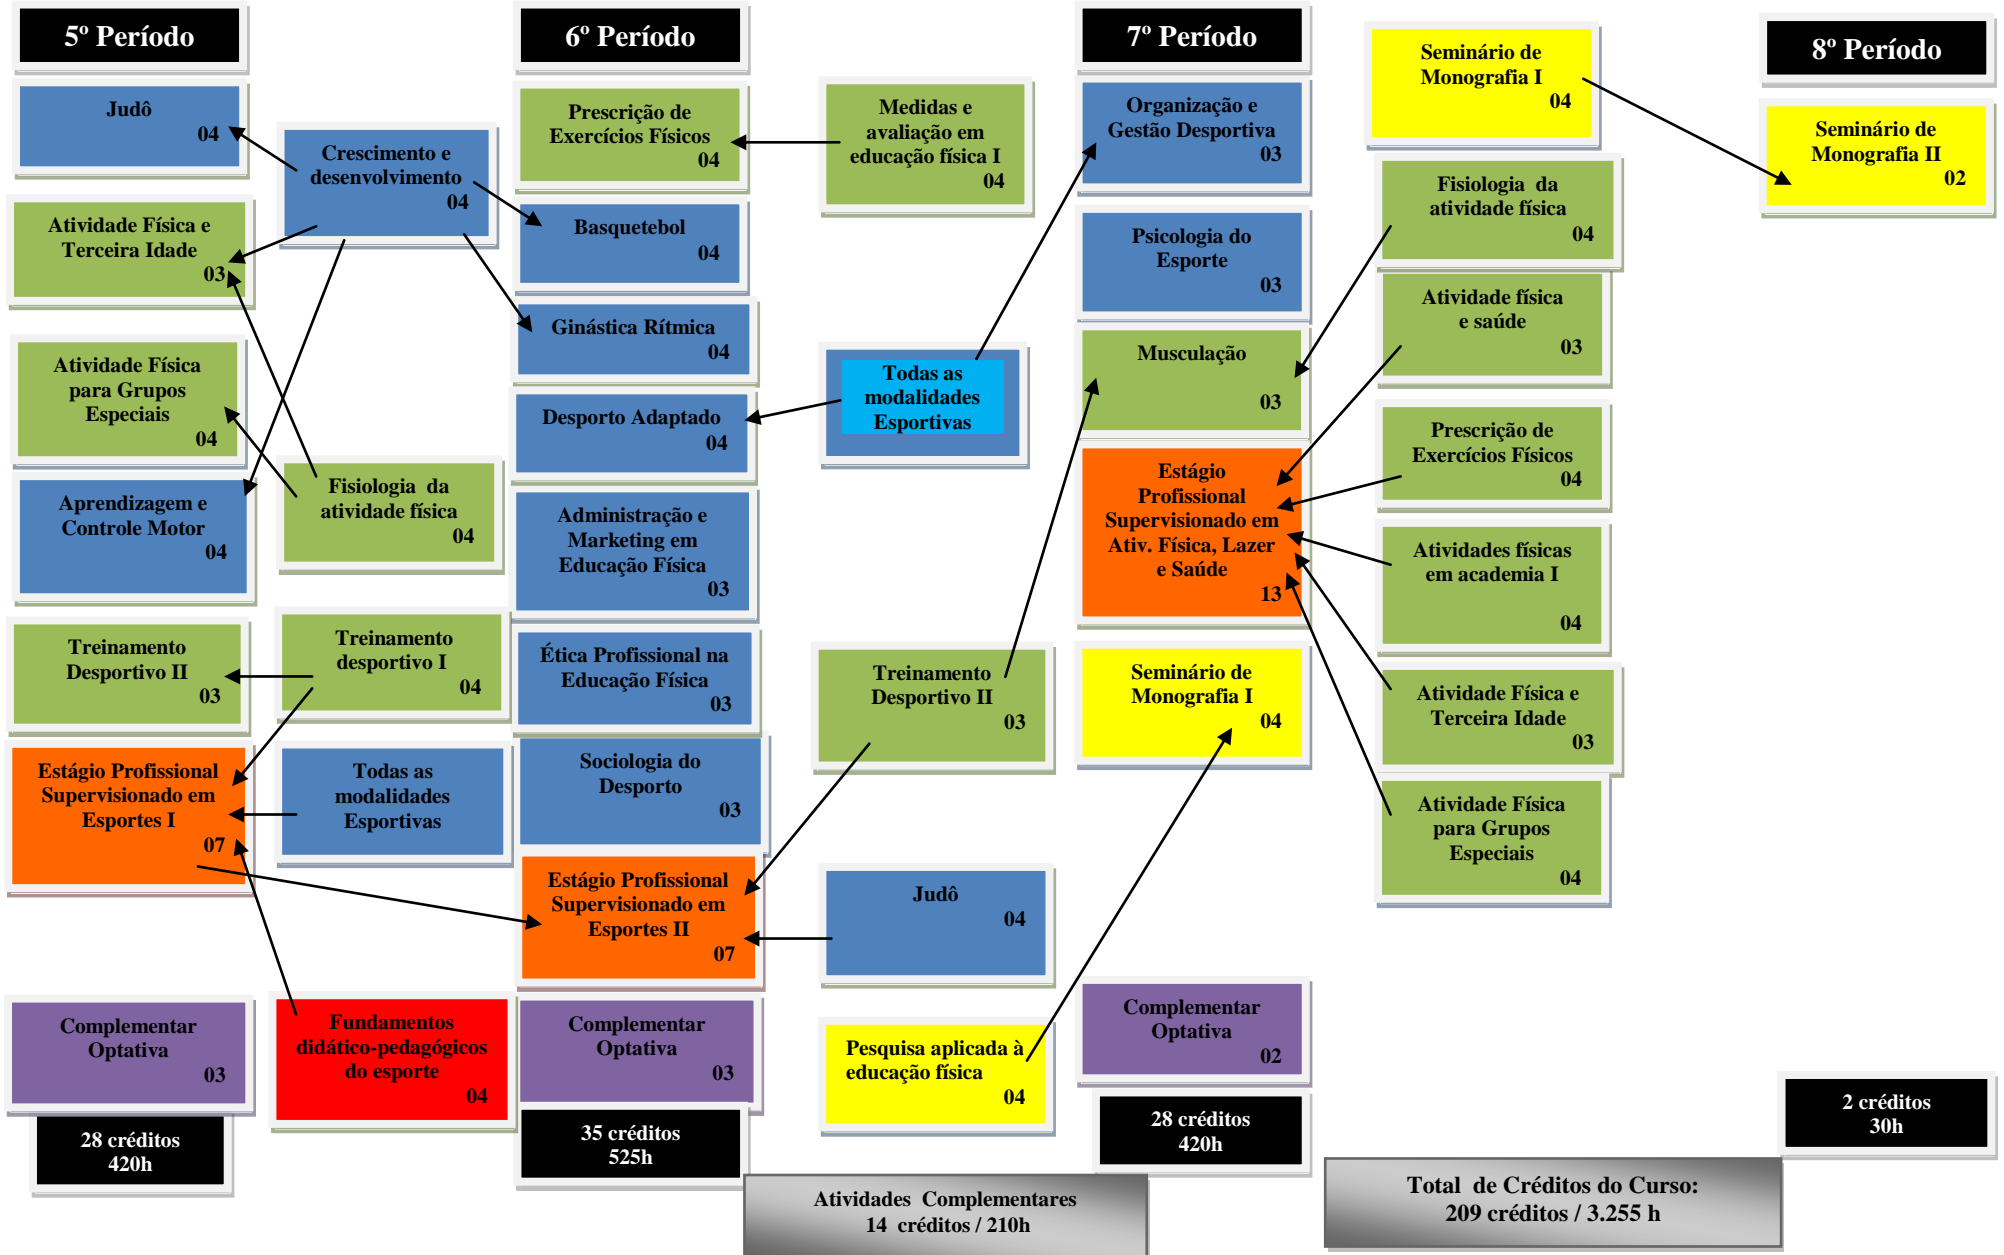 5º Período
Judô
04
Atividade Física e
Terceira Idade
03
Atividade Física
para Grupos
Especiais
04
Aprendizagem e
Controle Motor
04
Treinamento
Desportivo II
03
Estágio Profissional
Supervisionado em
Esportes I
07
Complementar
Optativa
03
28 créditos
420h
Crescimento e
desenvolvimento
04
Fisiologia da
atividade física
04
Treinamento
desportivo I
04
Todas as
modalidades
Esportivas
Fundamentos
didático-pedagógicos
do esporte
04
6º Período
Prescrição de
Exercícios Físicos
04
Basquetebol
04
Ginástica Rítmica
04
Desporto Adaptado
04
Administração e
Marketing em
Educação Física
03
Ética Profissional na
Educação Física
03
Sociologia do
Desporto
03
Estágio Profissional
Supervisionado em
Esportes II
07
Complementar
Optativa
03
35 créditos
525h
Medidas e
avaliação em
educação física I
04
Todas as
modalidades
Esportivas
Treinamento
Desportivo II
03
Judô
04
Pesquisa aplicada à
educação física
04
7º Período
Organização e
Gestão Desportiva
03
Psicologia do
Esporte
03
Musculação
03
Estágio
Profissional
Supervisionado em
Ativ. Física, Lazer
e Saúde
13
Seminário de
Monografia I
04
Complementar
Optativa
02
28 créditos
420h
Seminário de
Monografia I
04
Fisiologia da
atividade física
04
Atividade física
e saúde
03
Prescrição de
Exercícios Físicos
04
Atividades físicas
em academia I
04
Atividade Física e
Terceira Idade
03
Atividade Física
para Grupos
Especiais
04
8º Período
Seminário de
Monografia II
02
2 créditos
30h
Atividades Complementares
14 créditos / 210h
Total de Créditos do Curso:
209 créditos / 3.255 h